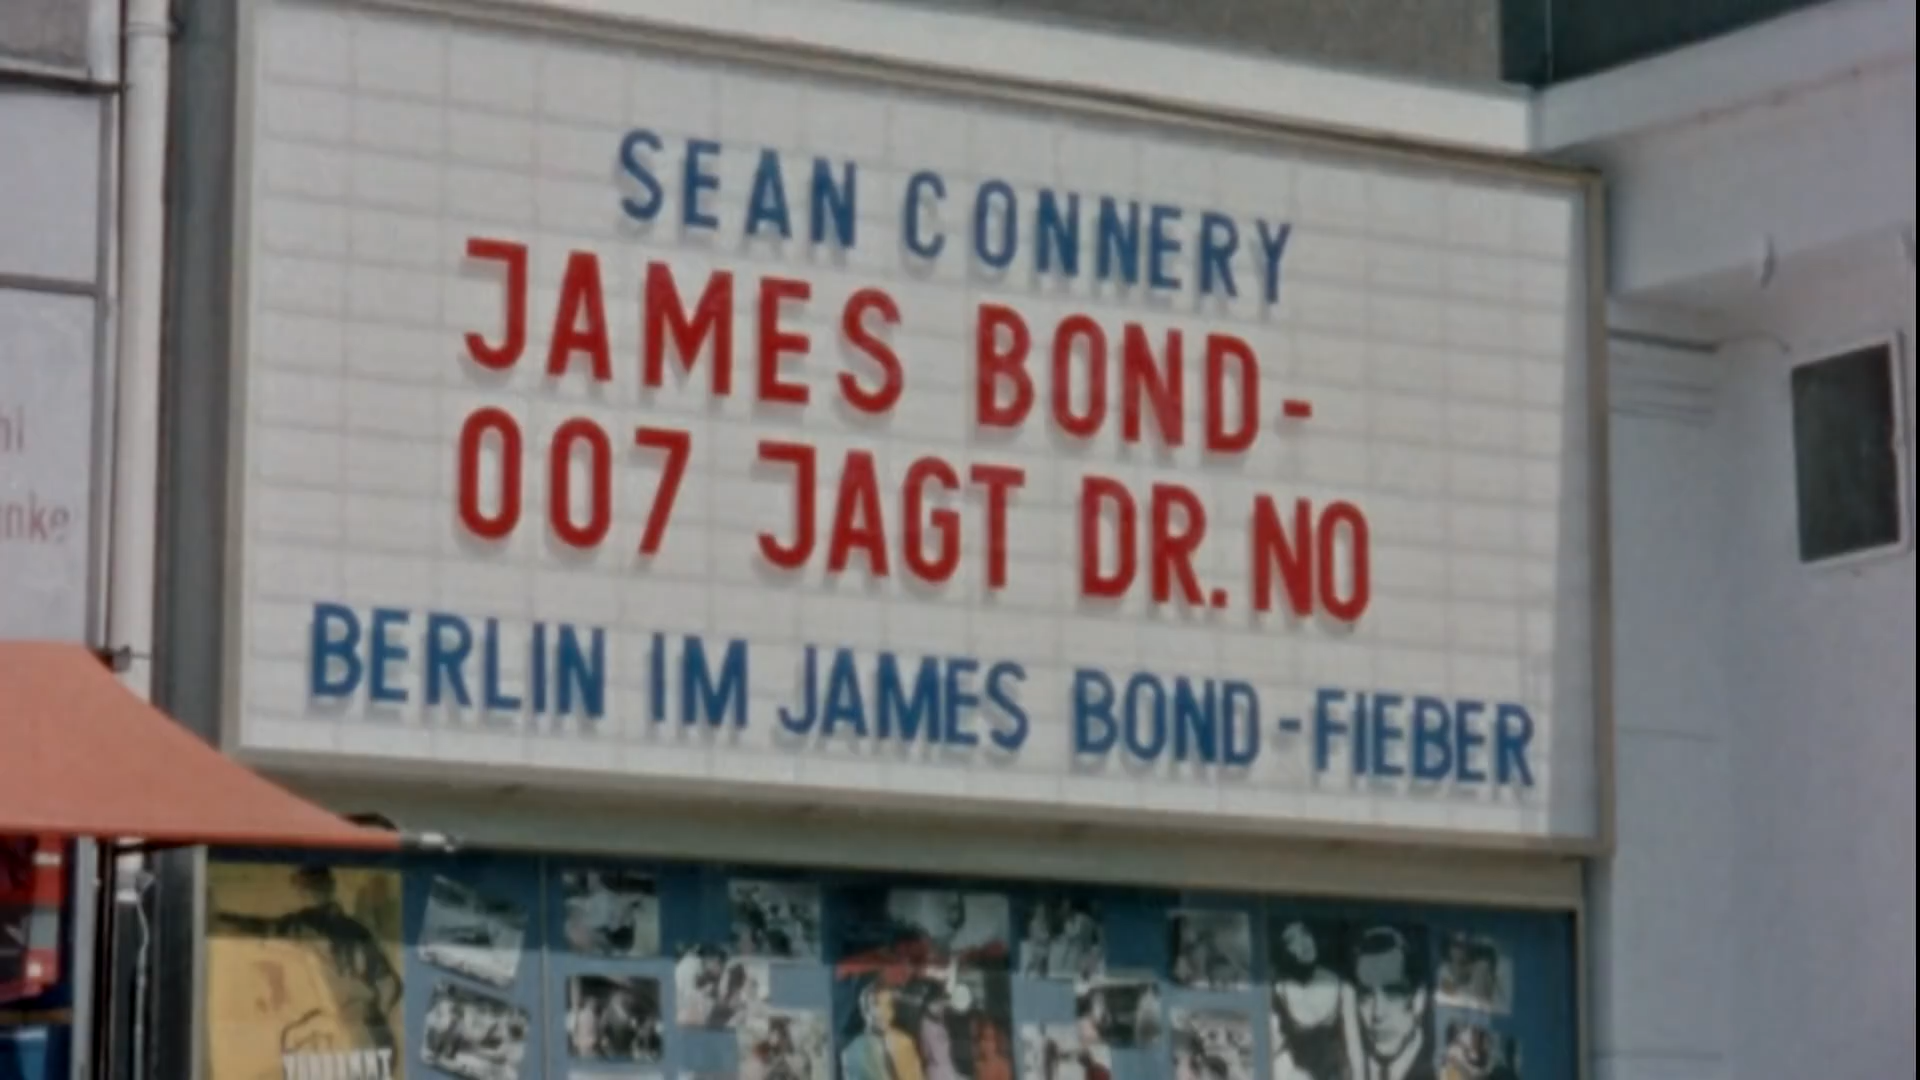 SEAN CONNERY
JAMES BOND-
007 JAGT DR. NO
BERLIN IM JAMES BOND-FIEBER